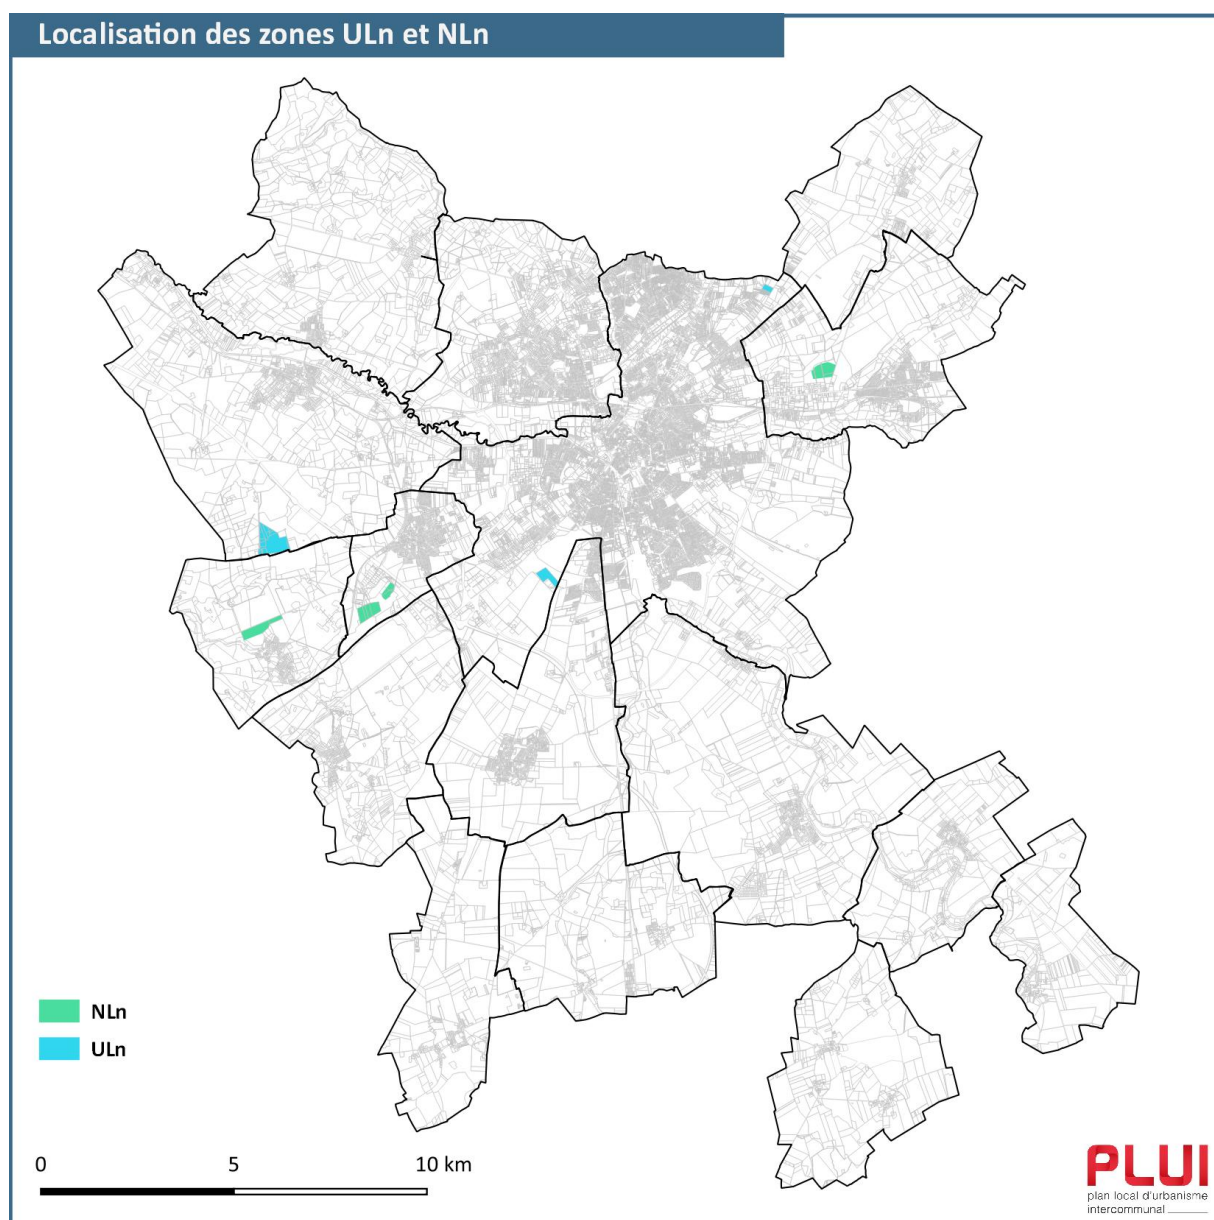 Localisation des zones ULn et NLn
NLn
ULn
0 5 10 km
PLUI
plan local d'urbanisme
intercommunal